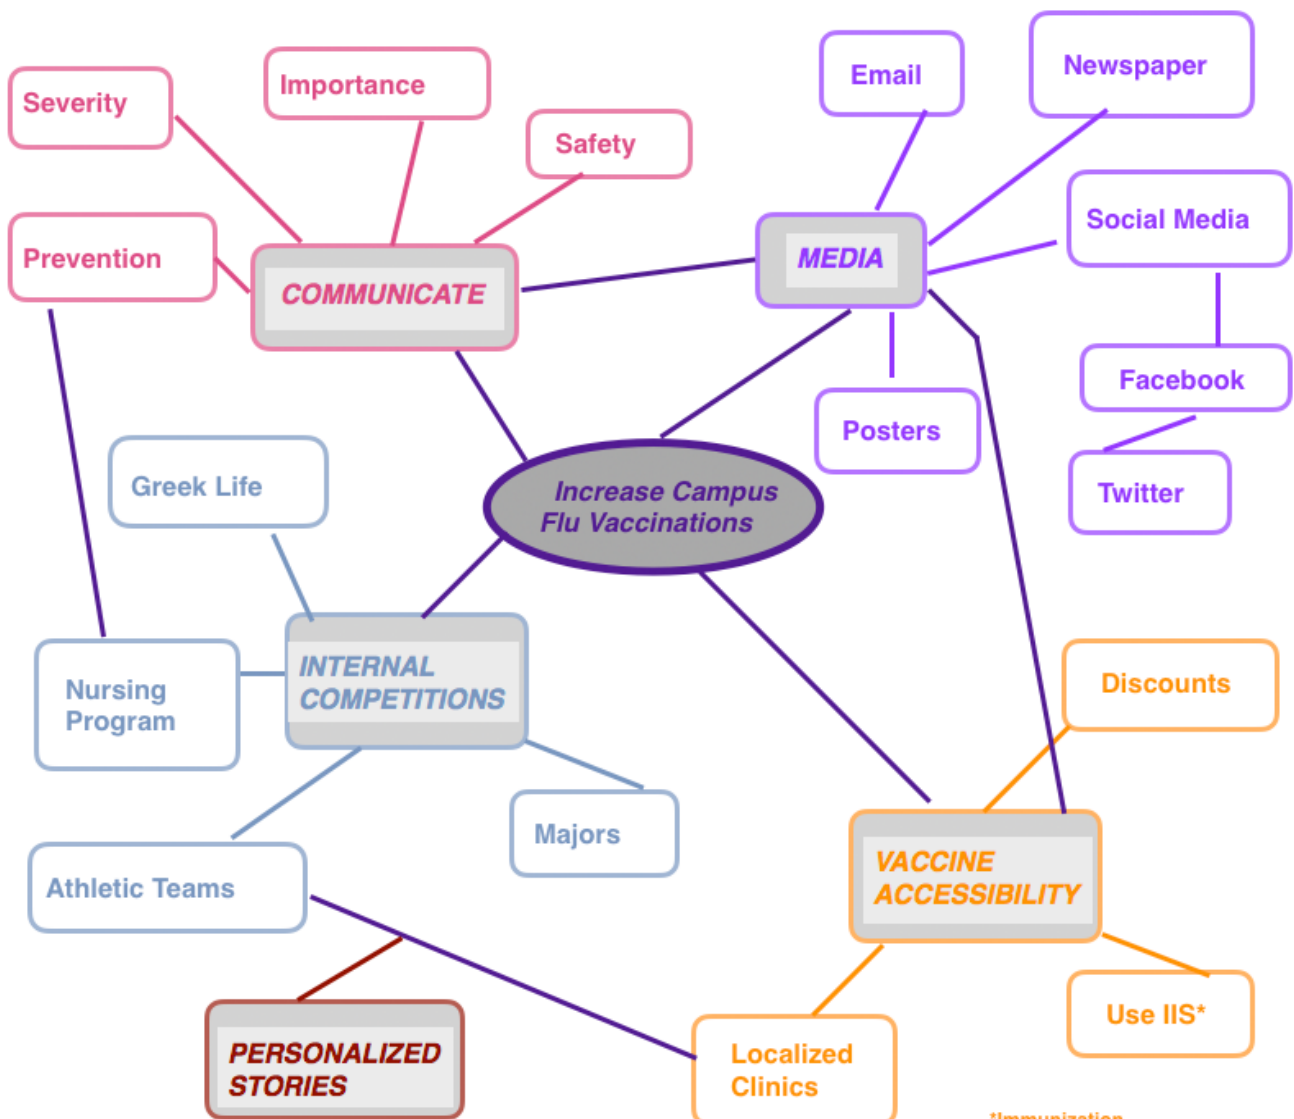 Severity
Importance
Safety
Prevention
COMMUNICATE
Email
Newspaper
MEDIA
Social Media
Facebook
Twitter
Posters
Increase Campus
Flu Vaccinations
Greek Life
INTERNAL
COMPETITIONS
Nursing
Program
Majors
Athletic Teams
PERSONALIZED
STORIES
Discounts
VACCINE
ACCESSIBILITY
Use IIS*
Localized
Clinics
*Immunization